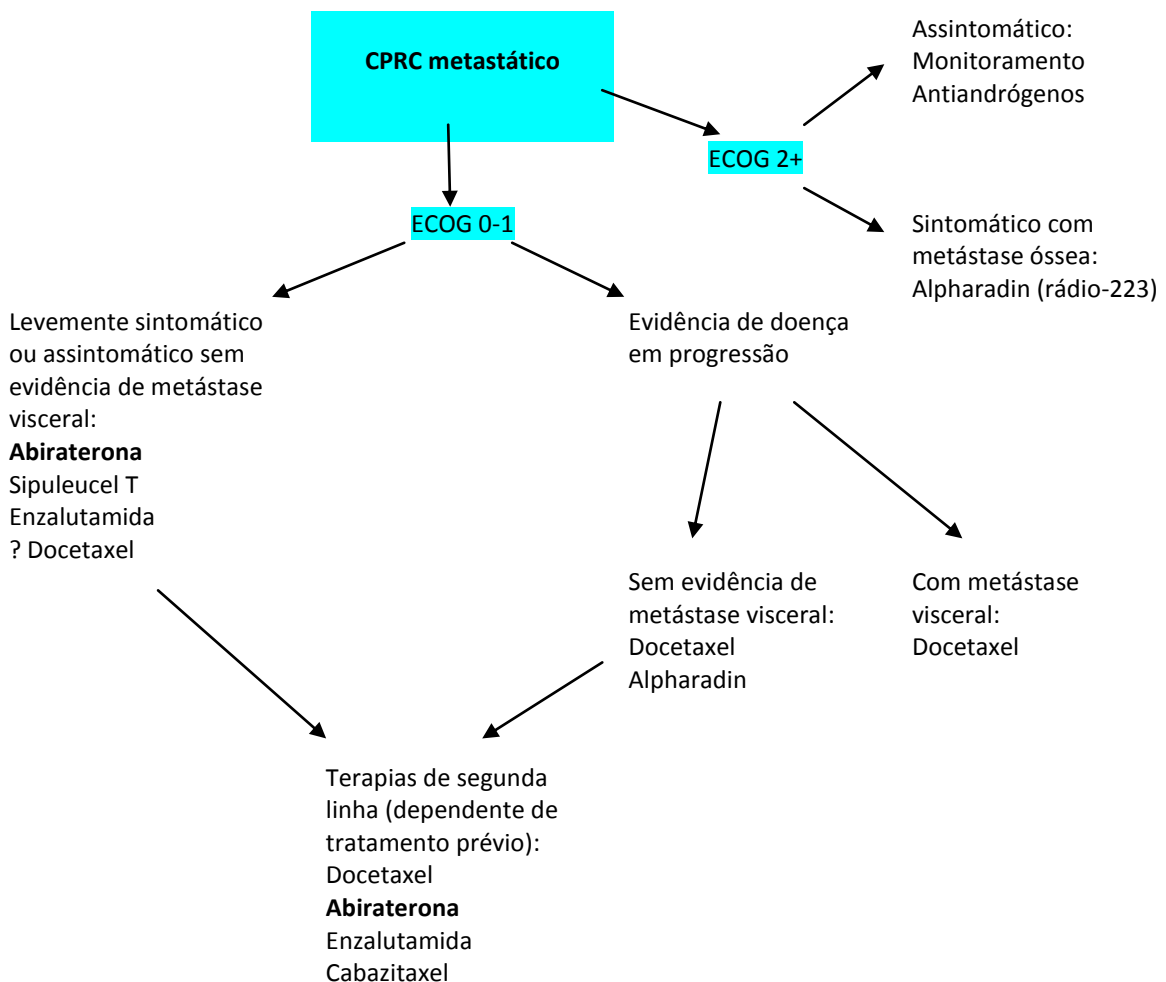 CPRC metastático
Assintomático:
Monitoramento
Antiandrógenos
ECOG 2+
ECOG 0-1
Sintomático com
metástase óssea:
Alpharadin (rádio-223)
Levemente sintomático
ou assintomático sem
evidência de metástase
visceral:
Abiraterona
Sipuleucel T
Enzalutamida
? Docetaxel
Evidência de doença
em progressão
Sem evidência de
metástase visceral:
Docetaxel
Alpharadin
Com metástase
visceral:
Docetaxel
Terapias de segunda
linha (dependente de
tratamento prévio):
Docetaxel
Abiraterona
Enzalutamida
Cabazitaxel